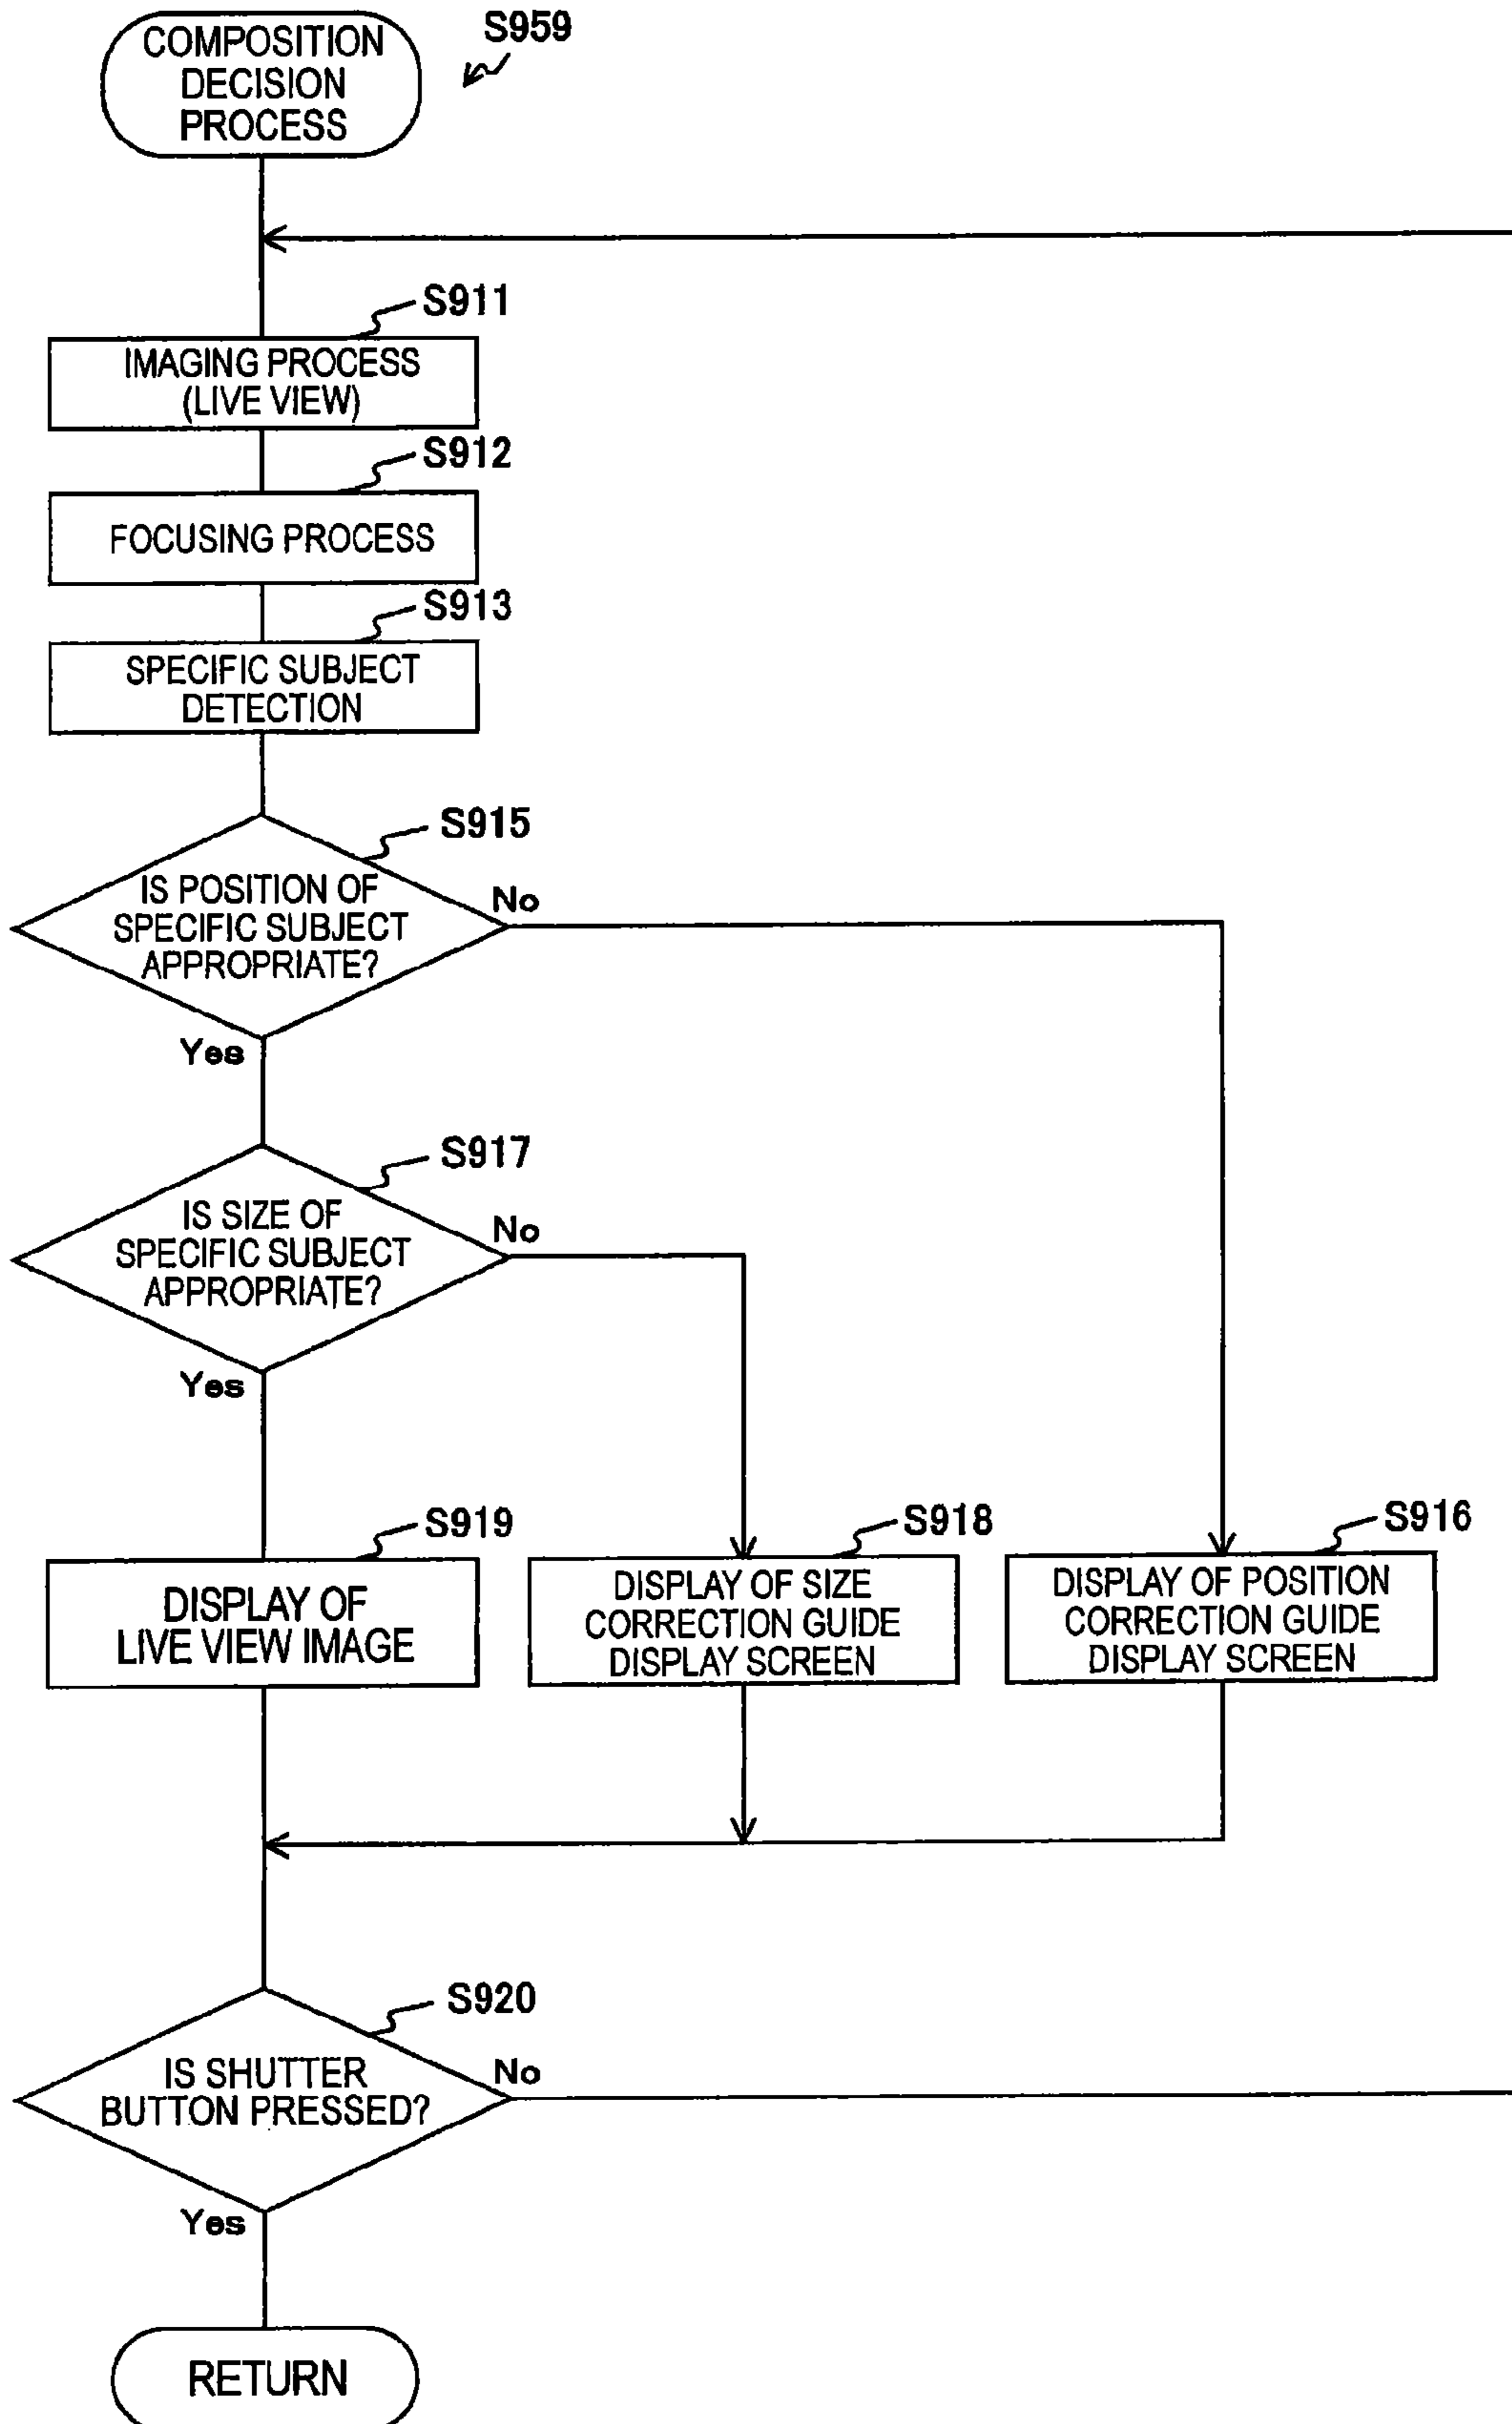 COMPOSITION
DECISION
PROCESS
S959
S911
IMAGING PROCESS
(LIVE VIEW)
S912
FOCUSING PROCESS
S913
SPECIFIC SUBJECT
DETECTION
S915
IS POSITION OF
SPECIFIC SUBJECT
APPROPRIATE?
No
Yes
S917
IS SIZE OF
SPECIFIC SUBJECT
APPROPRIATE?
No
Yes
S919
DISPLAY OF
LIVE VIEW IMAGE
S918
DISPLAY OF SIZE
CORRECTION GUIDE
DISPLAY SCREEN
S916
DISPLAY OF POSITION
CORRECTION GUIDE
DISPLAY SCREEN
S920
IS SHUTTER
BUTTON PRESSED?
No
Yes
RETURN